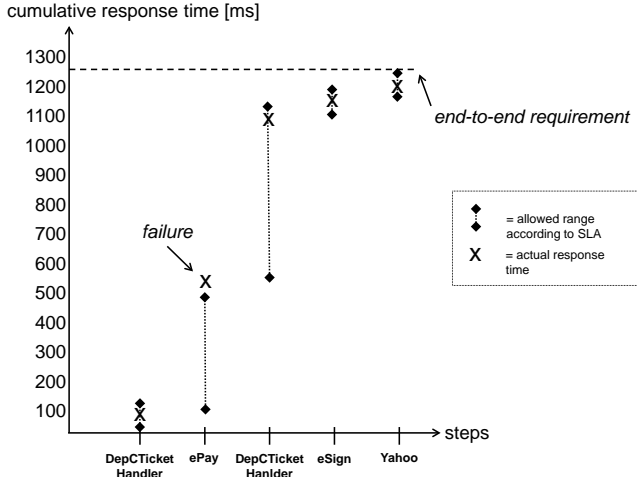 cumulative response time [ms]
1300
1200
1100
1000
900
800
700
600
500
400
300
200
100
end-to-end requirement
failure
= allowed range
according to SLA
X = actual response
time
X
X
X
X
X
steps
DepCTicket
Handler
ePay
DepCTicket
Hanlder
eSign
Yahoo